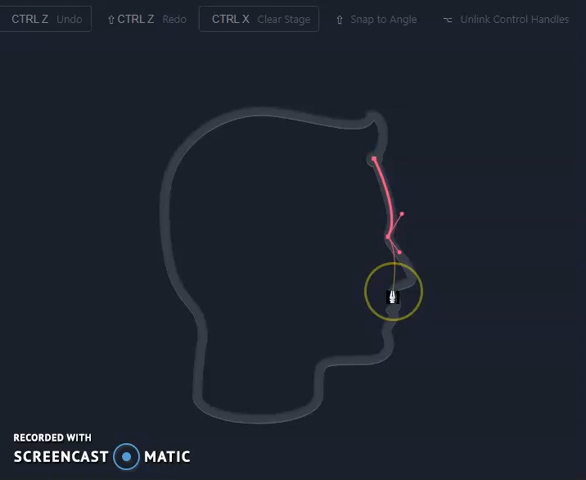 CTRL Z Undo ⇧ CTRL Z Redo CTRL X Clear Stage ⇧ Snap to Angle ⌥ Unlink Control Handles
RECORDED WITH
SCREENCAST MATIC